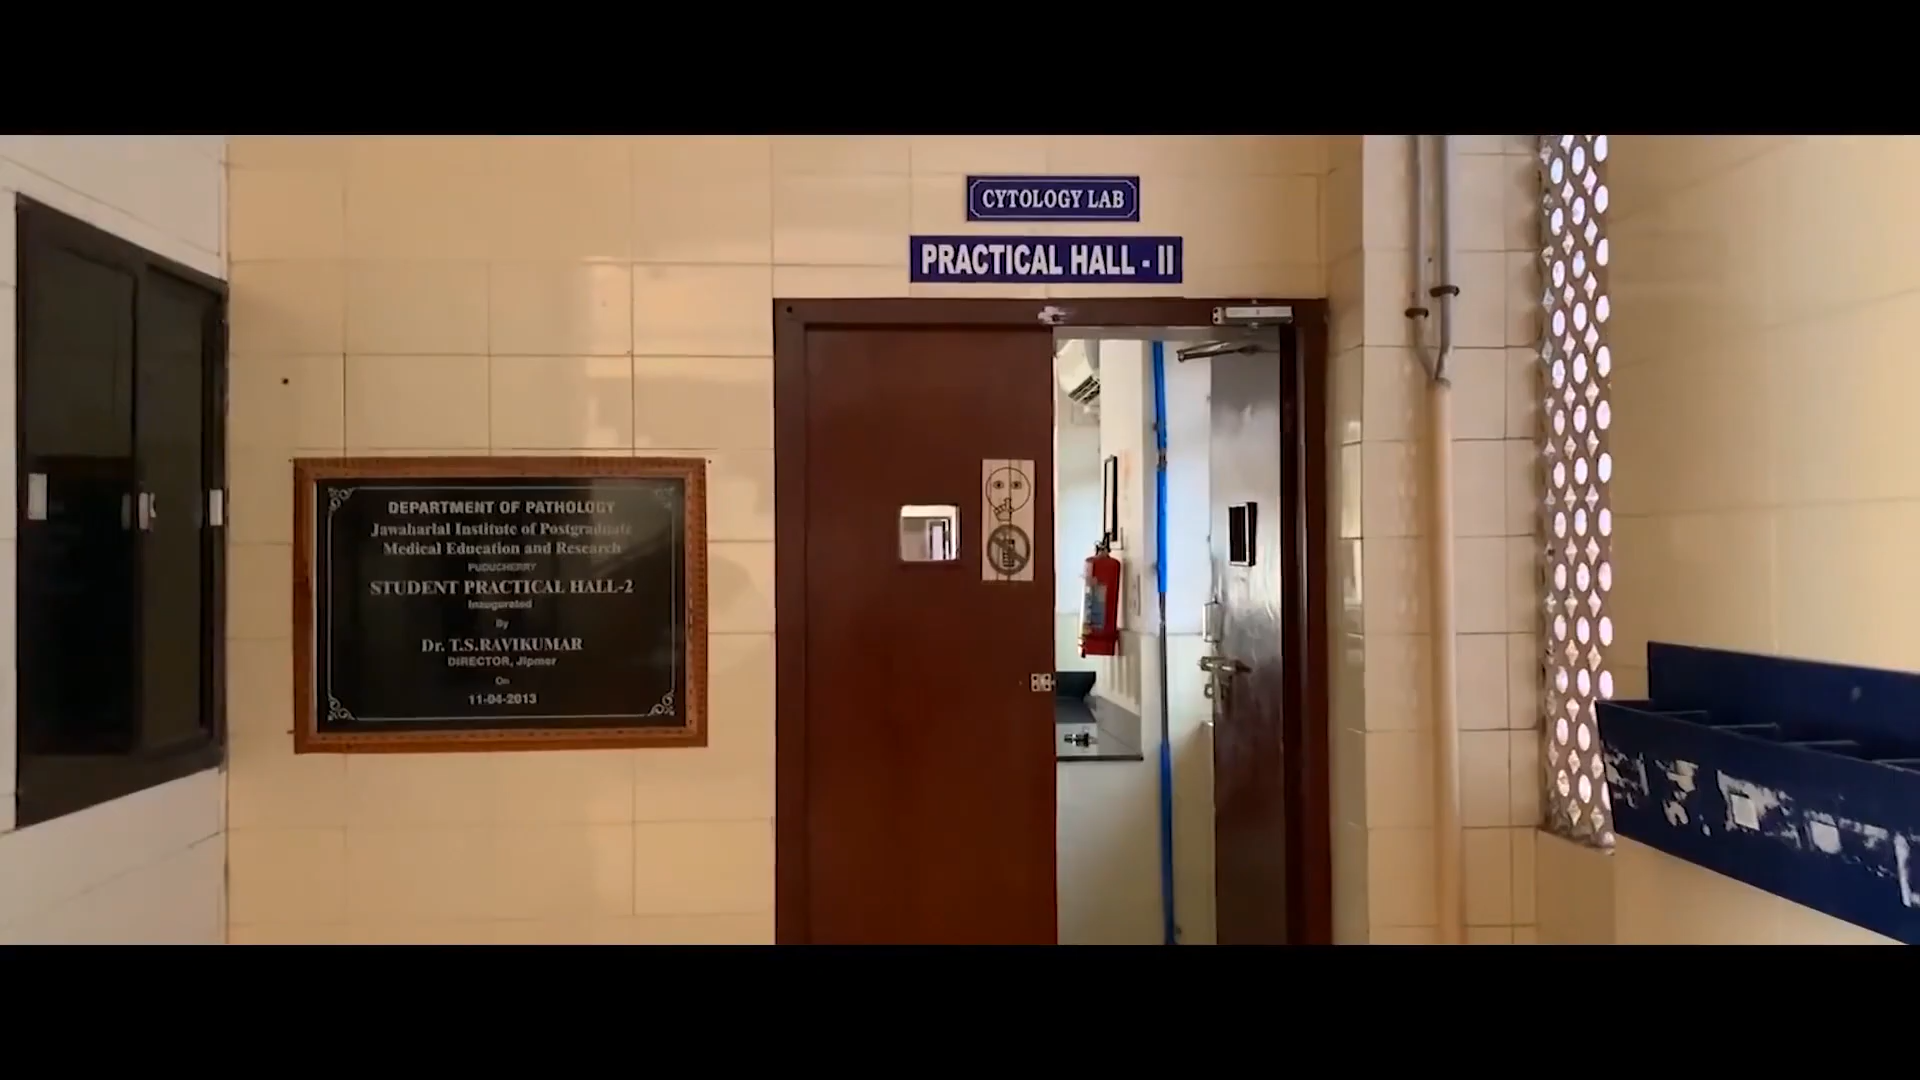 CYTOLOGY LAB
PRACTICAL HALL - II
DEPARTMENT OF PATHOLOGY
Jawaharlal Institute of Postgraduate
Medical Education and Research
PUDUCHERRY
STUDENT PRACTICAL HALL-2
Inaugurated
By
Dr. T.S.RAVIKUMAR
DIRECTOR, Jipmer
On
11-04-2013